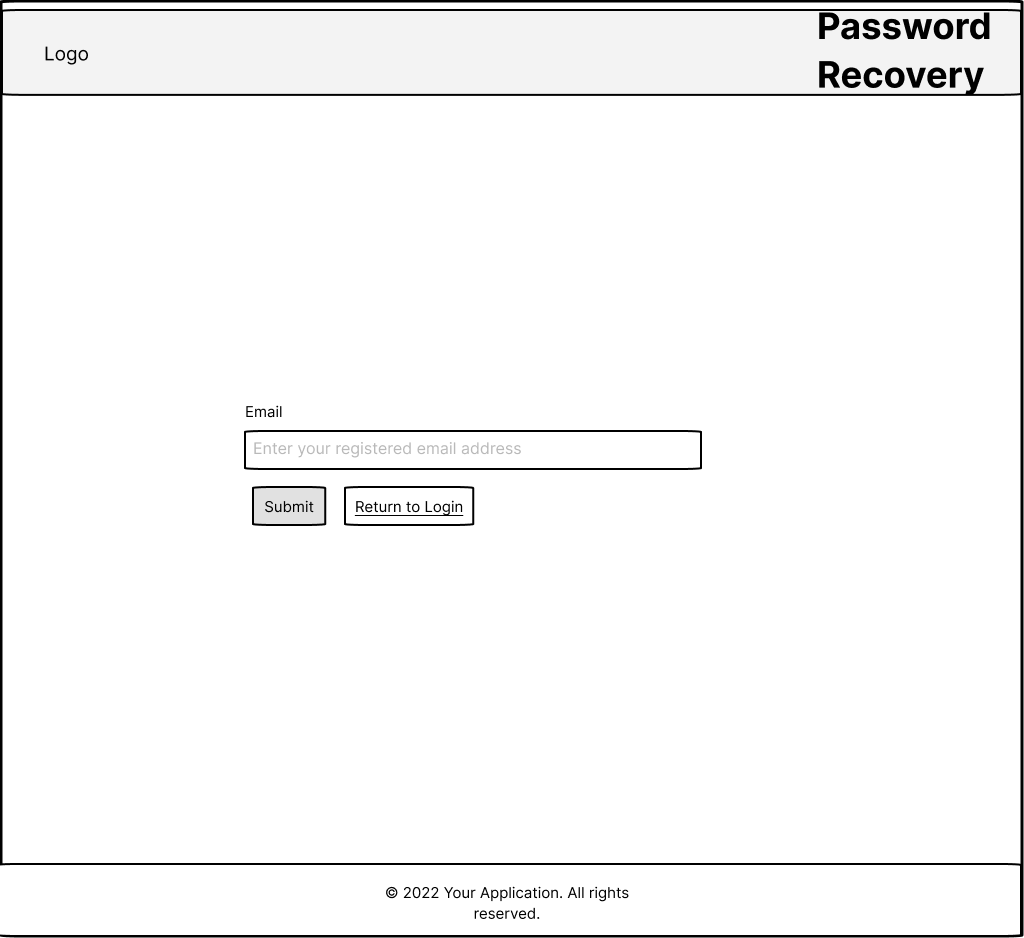 Logo
Password
Recovery
Email
Enter your registered email address
Submit
Return to Login
© 2022 Your Application. All rights
reserved.